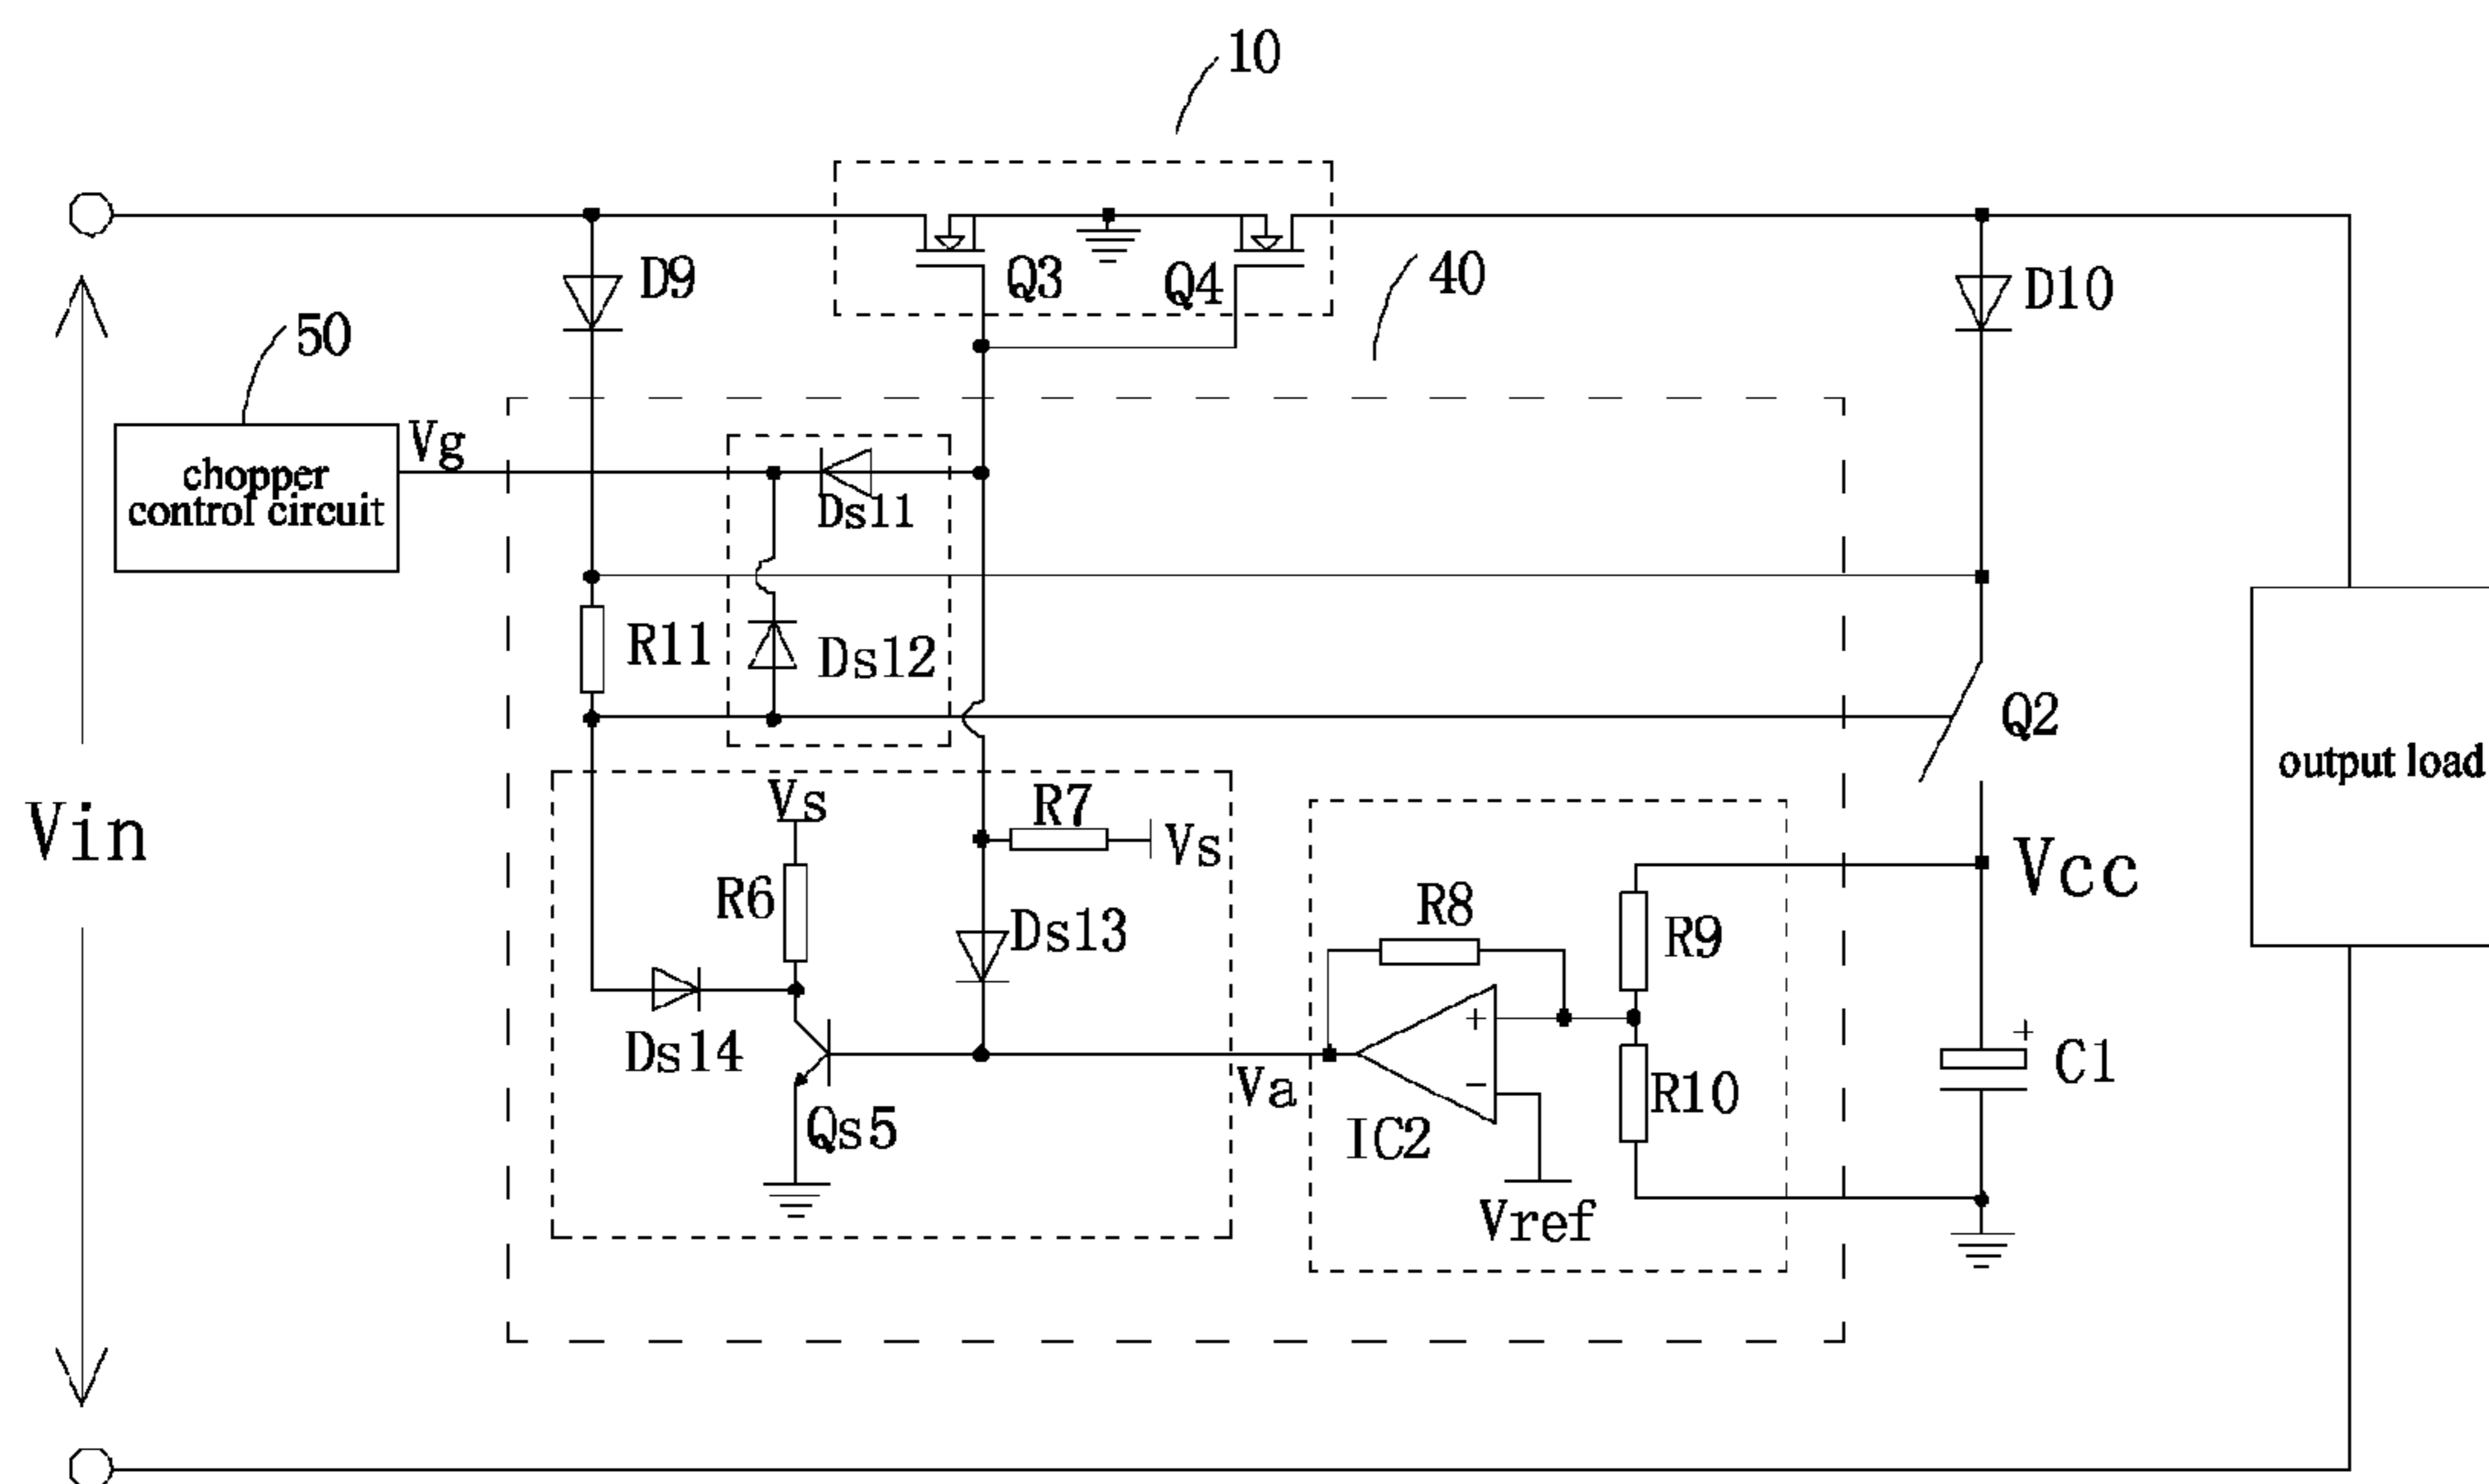 10
D9
Q3
Q4
40
D10
50
Vg
chopper
control circuit
Ds11
R11
Ds12
Q2
output load
Vin
Vs
R7
Vs
Vcc
R6
R8
R9
Ds13
+
+
C1
Ds14
Va
−
R10
Qs5
IC2
Vref